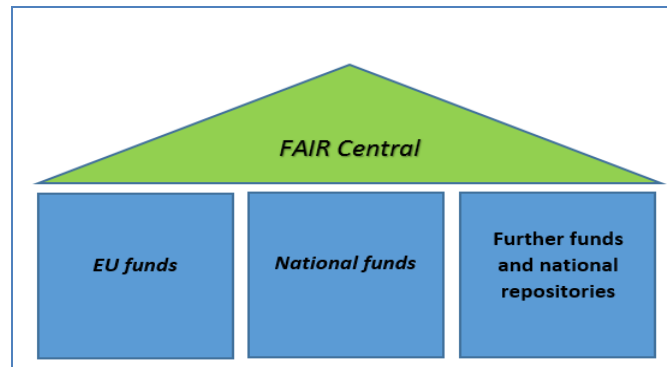 FAIR Central
EU funds
National funds
Further funds
and national
repositories